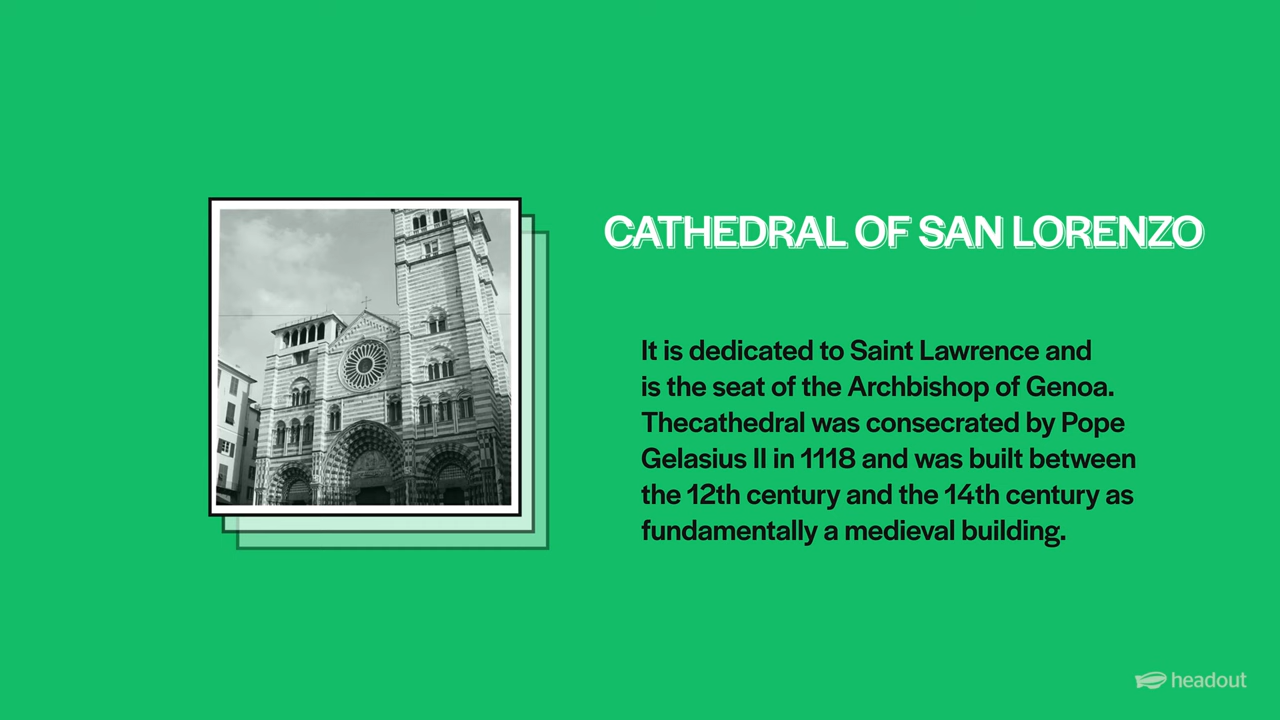 CATHEDRAL OF SAN LORENZO
It is dedicated to Saint Lawrence and
is the seat of the Archbishop of Genoa.
Thecathedral was consecrated by Pope
Gelasius II in 1118 and was built between
the 12th century and the 14th century as
fundamentally a medieval building.
headout